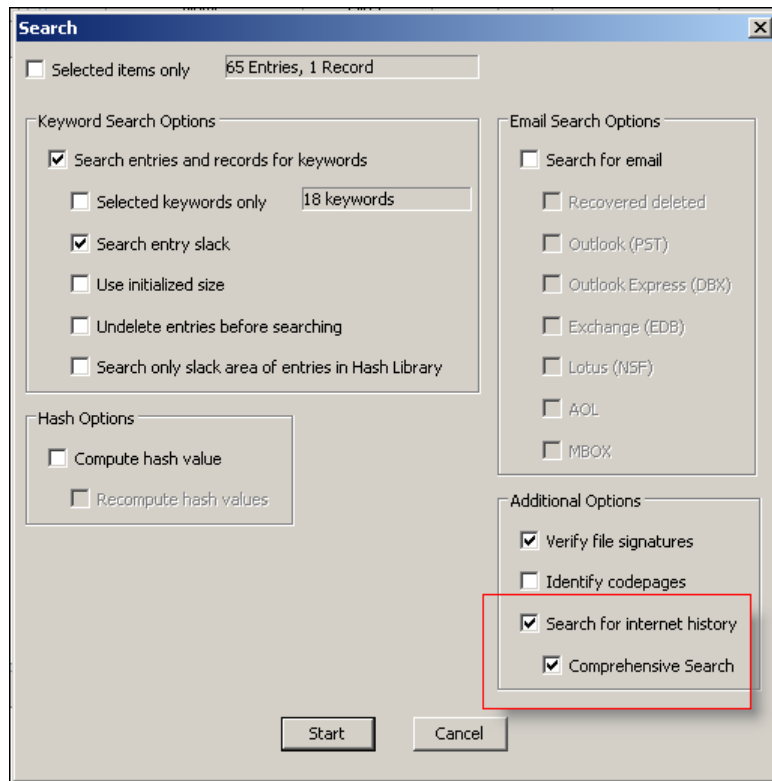 Search
Selected items only
65 Entries, 1 Record
Keyword Search Options
Search entries and records for keywords
Selected keywords only
18 keywords
Search entry slack
Use initialized size
Undelete entries before searching
Search only slack area of entries in Hash Library
Hash Options
Compute hash value
Recompute hash values
Email Search Options
Search for email
Recovered deleted
Outlook (PST)
Outlook Express (DBX)
Exchange (EDB)
Lotus (NSF)
AOL
MBOX
Additional Options
Verify file signatures
Identify codepages
Search for internet history
Comprehensive Search
Start
Cancel